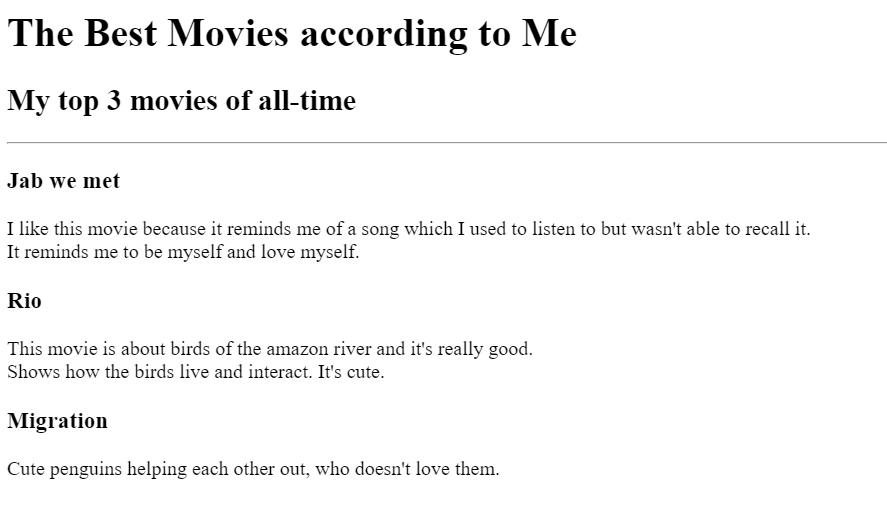 The Best Movies according to Me
My top 3 movies of all-time
Jab we met
I like this movie because it reminds me of a song which I used to listen to but wasn't able to recall it.
It reminds me to be myself and love myself.
Rio
This movie is about birds of the amazon river and it's really good.
Shows how the birds live and interact. It's cute.
Migration
Cute penguins helping each other out, who doesn't love them.